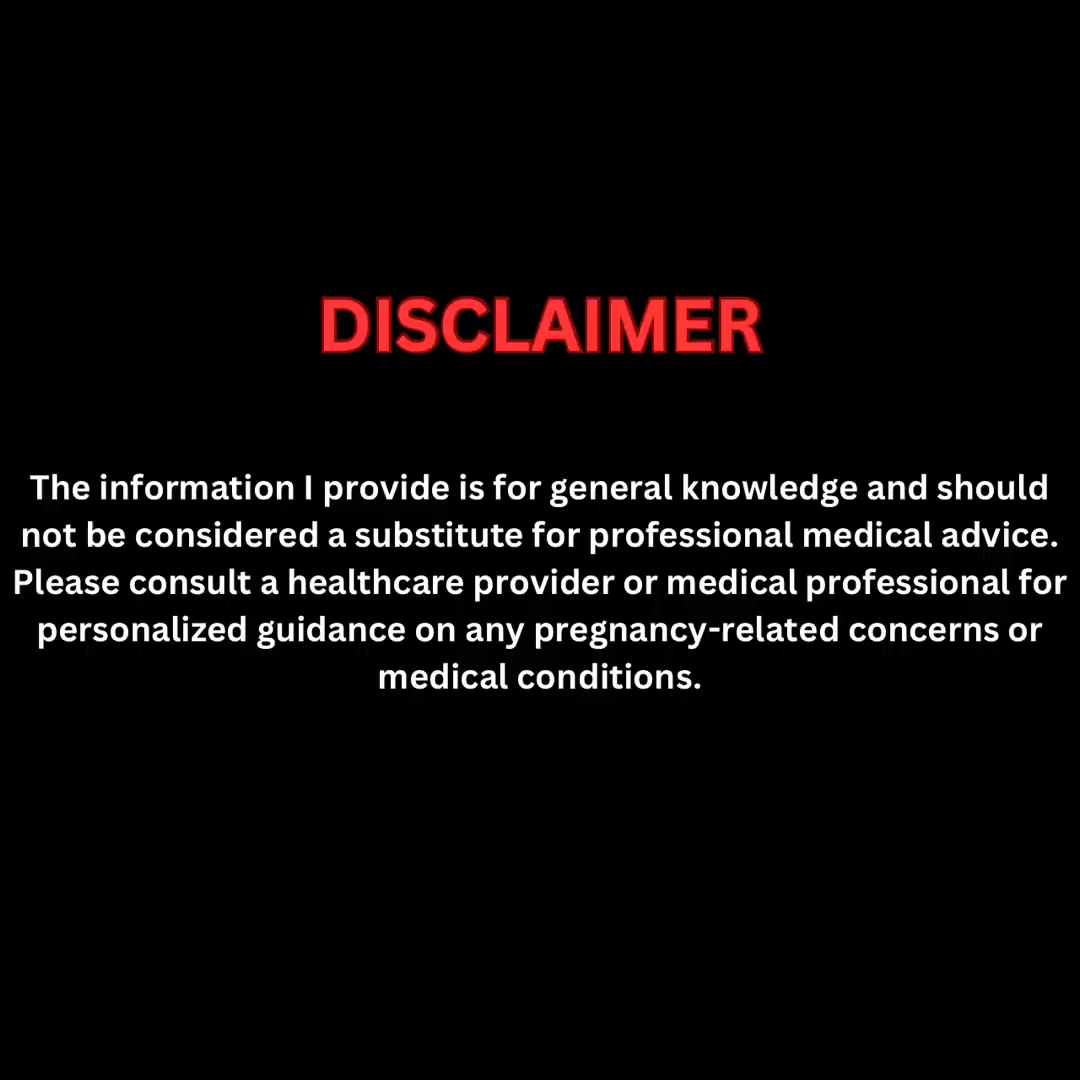 DISCLAIMER
The information I provide is for general knowledge and should
not be considered a substitute for professional medical advice.
Please consult a healthcare provider or medical professional for
personalized guidance on any pregnancy-related concerns or
medical conditions.